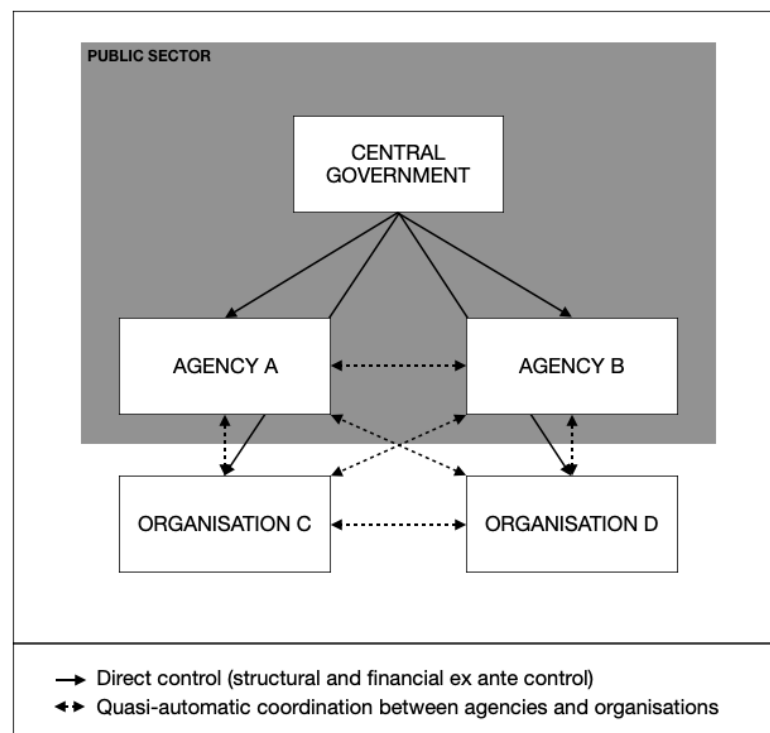 PUBLIC SECTOR
CENTRAL
GOVERNMENT
AGENCY A
AGENCY B
ORGANISATION C
ORGANISATION D
Direct control (structural and financial ex ante control)
Quasi-automatic coordination between agencies and organisations